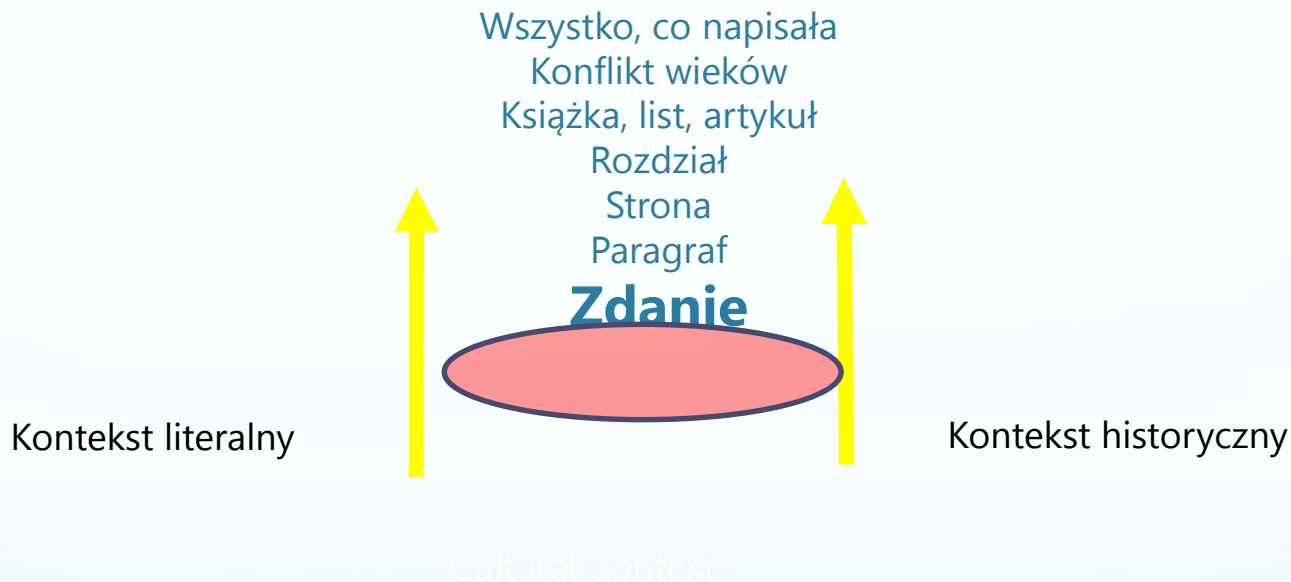 Wszystko, co napisała
Konflikt wieków
Książka, list, artykuł
Rozdział
Strona
Paragraf
Zdanie
Kontekst literalny
Kontekst historyczny
Cultural Context